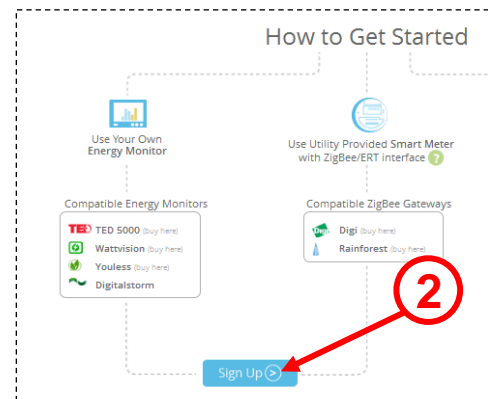 How to Get Started
Use Your Own
Energy Monitor
Use Utility Provided Smart Meter
with ZigBee/ERT interface ?
Compatible Energy Monitors
TED TED 5000 (buy here)
Wattvision (buy here)
Youless (buy here)
Digitalstorm
Compatible ZigBee Gateways
Digi Digi (buy here)
Rainforest (buy here)
2
Sign Up >